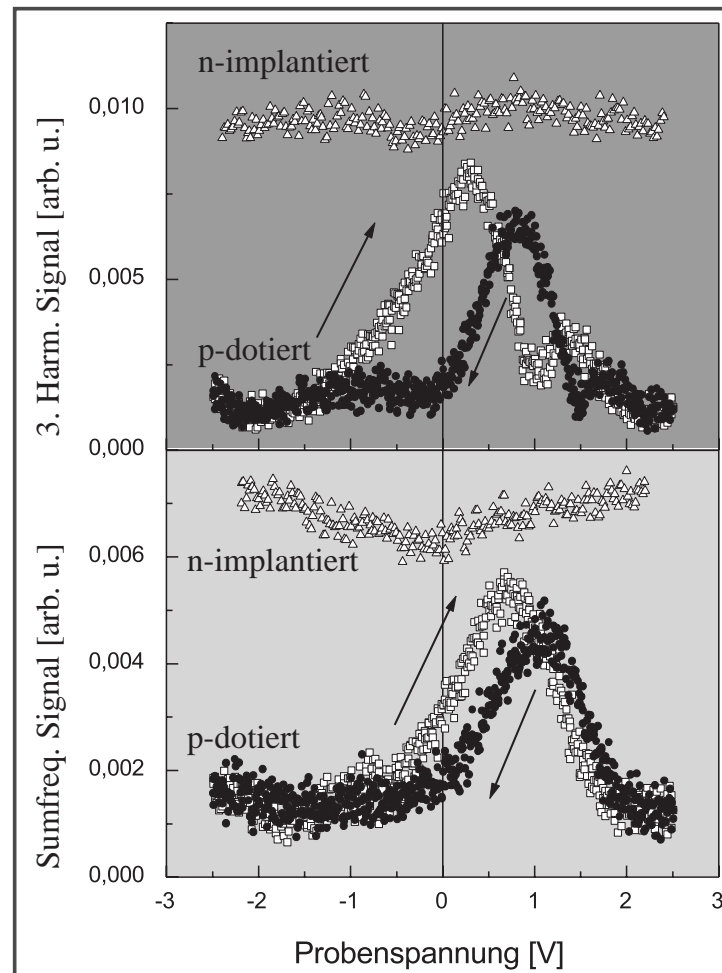 3. Harm. Signal [arb. u.]
0,010
0,005
0,000
n-implantiert
p-dotiert
Sumfreq. Signal [arb. u.]
0,006
0,004
0,002
0,000
n-implantiert
p-dotiert
-3 -2 -1 0 1 2 3
Probenspannung [V]